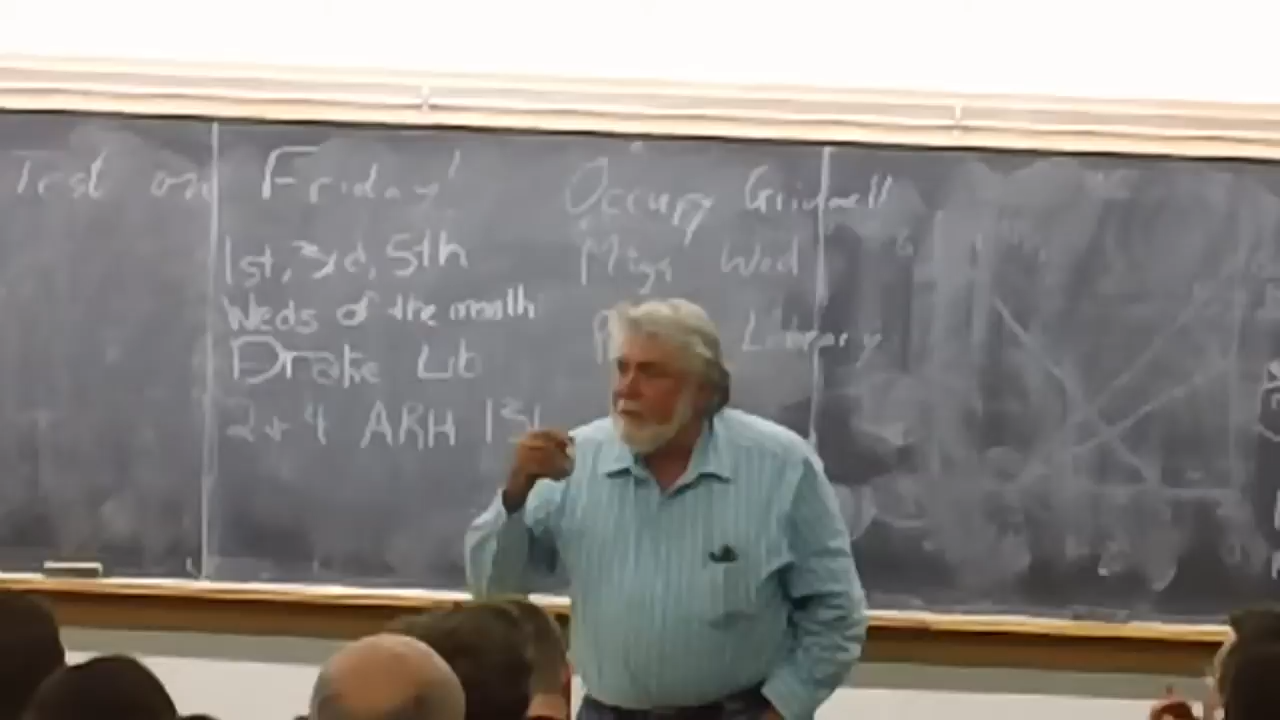 Test on Friday!
1st, 3rd, 5th
Weds of the month
Drake Lib
2+4 ARH 131
Occupy Grinnell
Mtgs Wed
Library